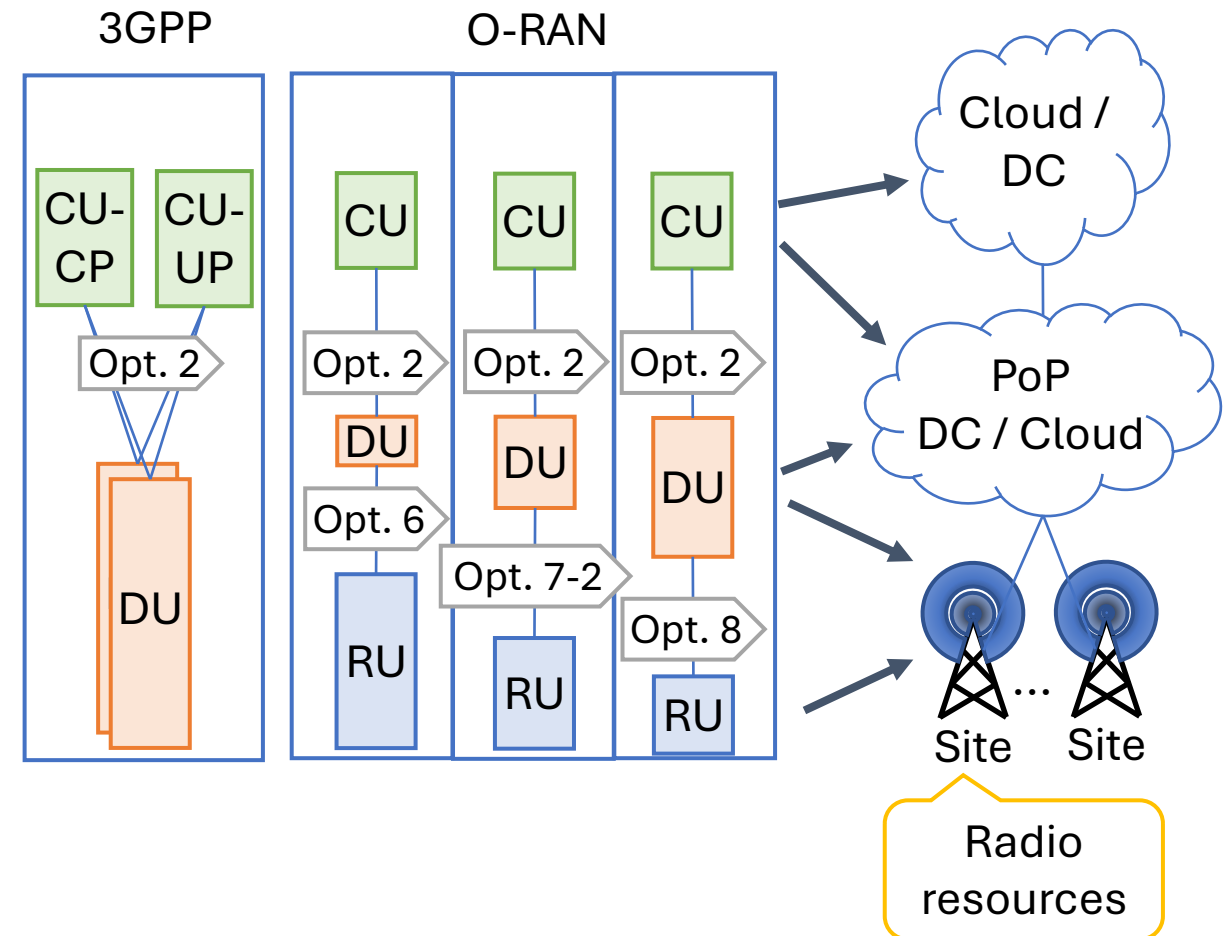 3GPP
O-RAN
CU-
CP
CU-
UP
Opt. 2
DU
CU
Opt. 2
DU
Opt. 6
RU
CU
Opt. 2
DU
Opt. 7-2
RU
CU
Opt. 2
DU
Opt. 8
RU
Cloud /
DC
PoP
DC / Cloud
...
Site
Site
Radio
resources